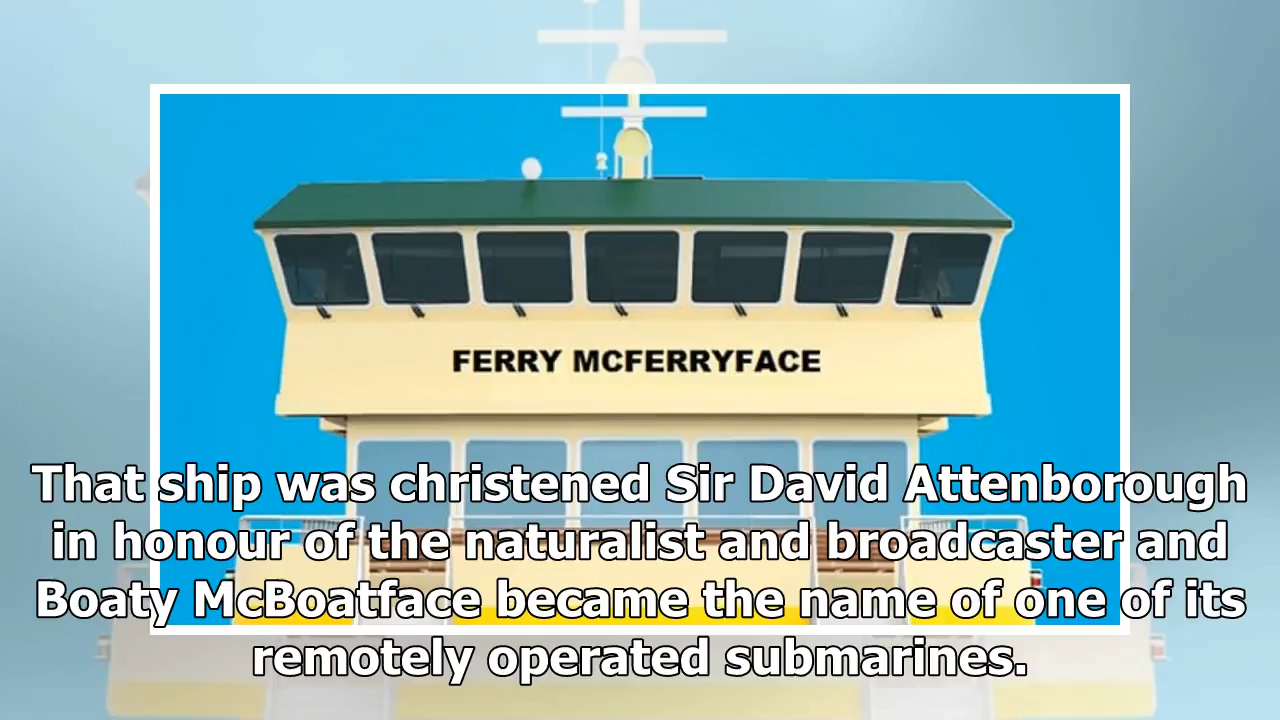 FERRY MCFERRYFACE
That ship was christened Sir David Attenborough
in honour of the naturalist and broadcaster and
Boaty McBoatface became the name of one of its
remotely operated submarines.